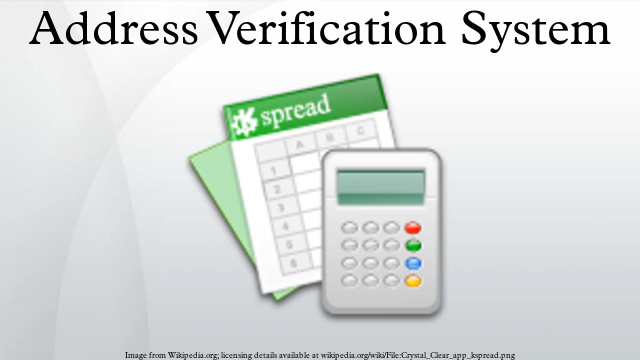 Address Verification System
spread
A B C
1
2
3
4
5
6
Image from Wikipedia.org; licensing details available at wikipedia.org/wiki/File:Crystal_Clear_app_kspread.png